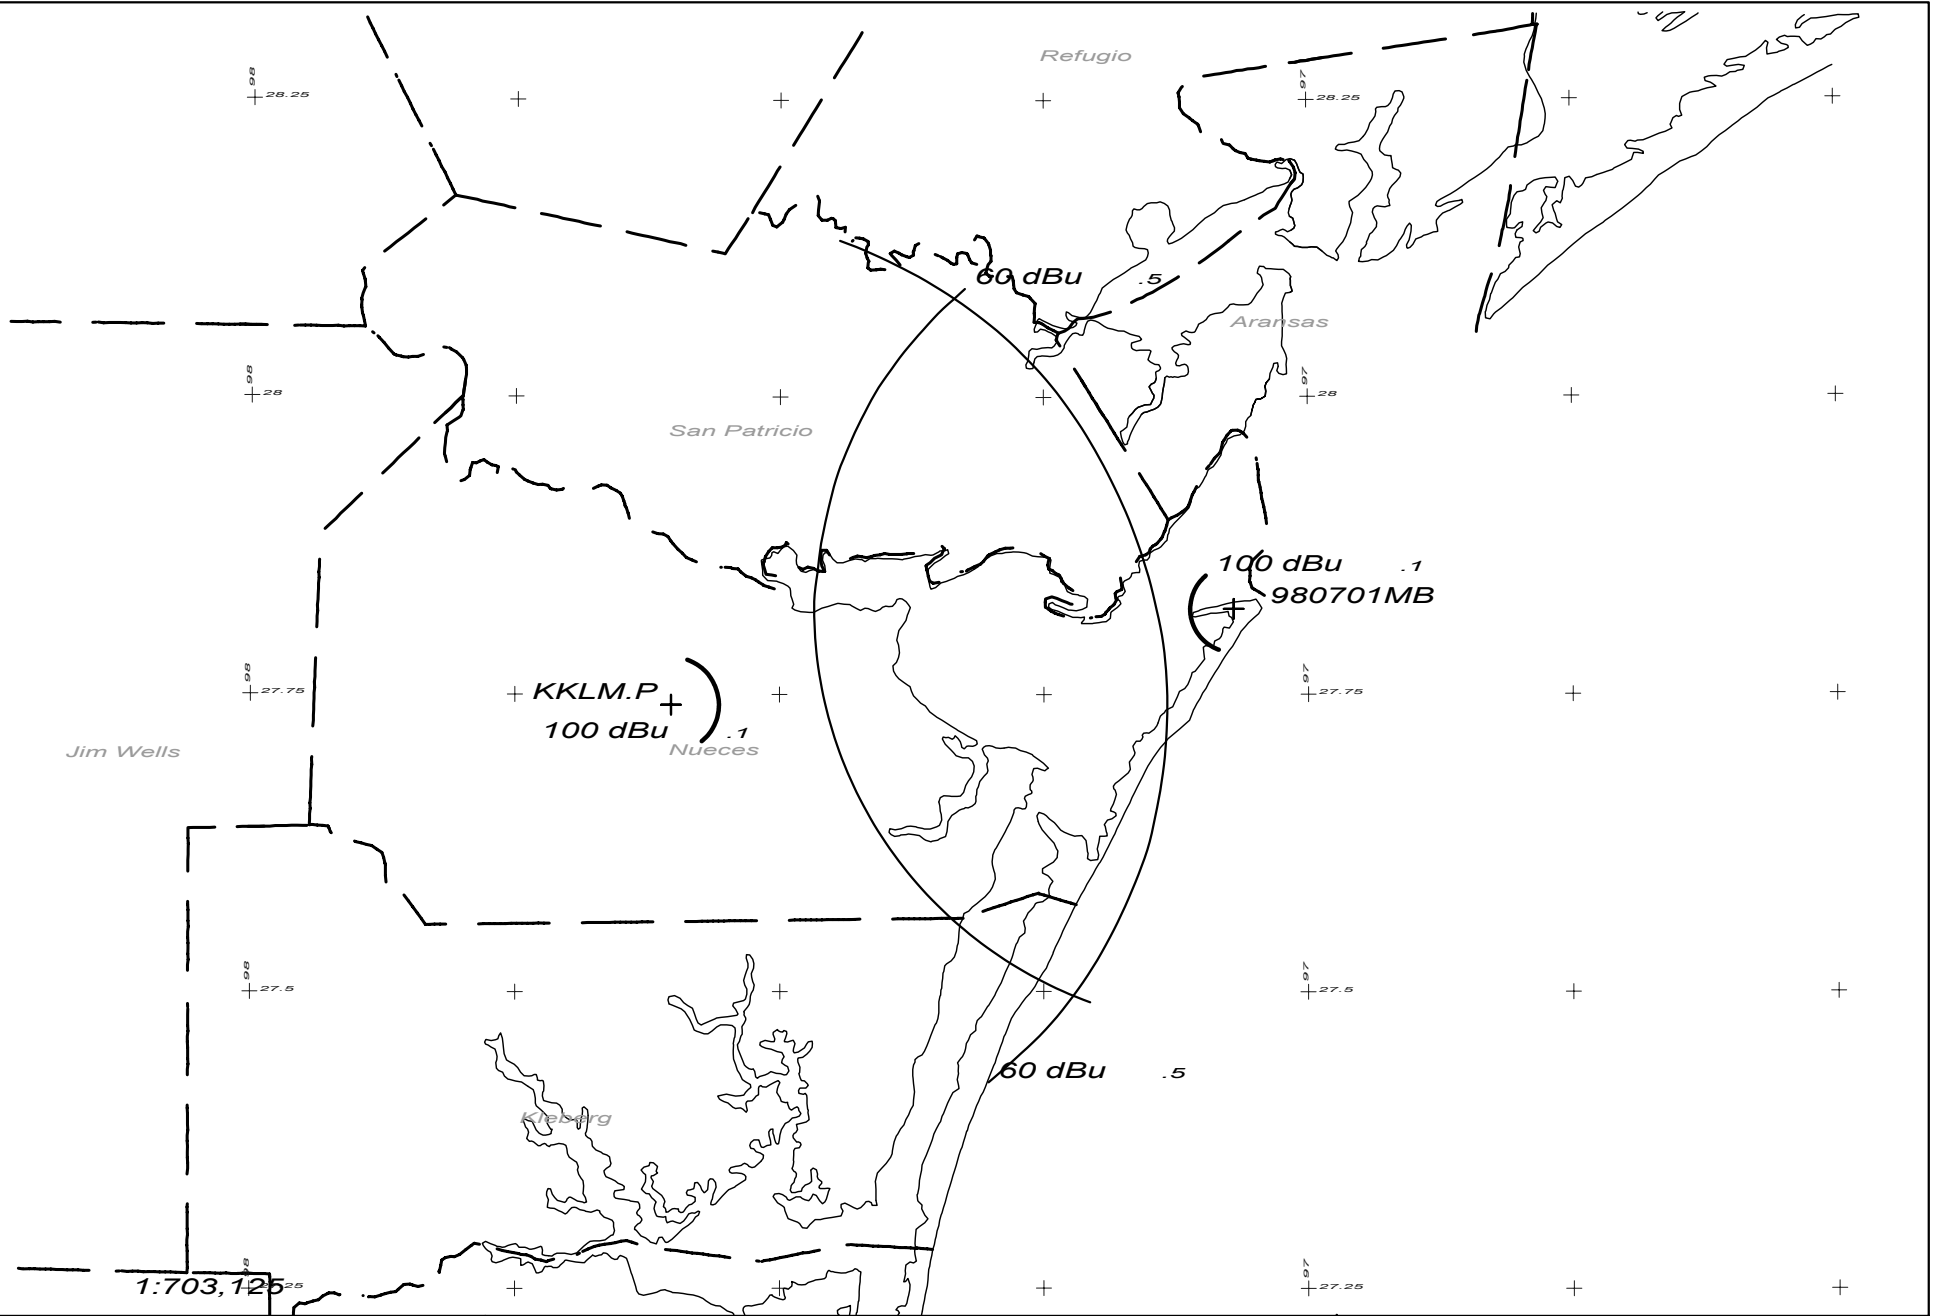 Refugio
98
28.25
97
28.25
60 dBu .5
Aransas
98
28
97
28
San Patricio
100 dBu .1
980701MB
98
27.75
KKLM.P
97
27.75
100 dBu .1
Jim Wells
Nueces
98
27.5
97
27.5
60 dBu .5
Kleberg
98
97
1:703,125
27.25